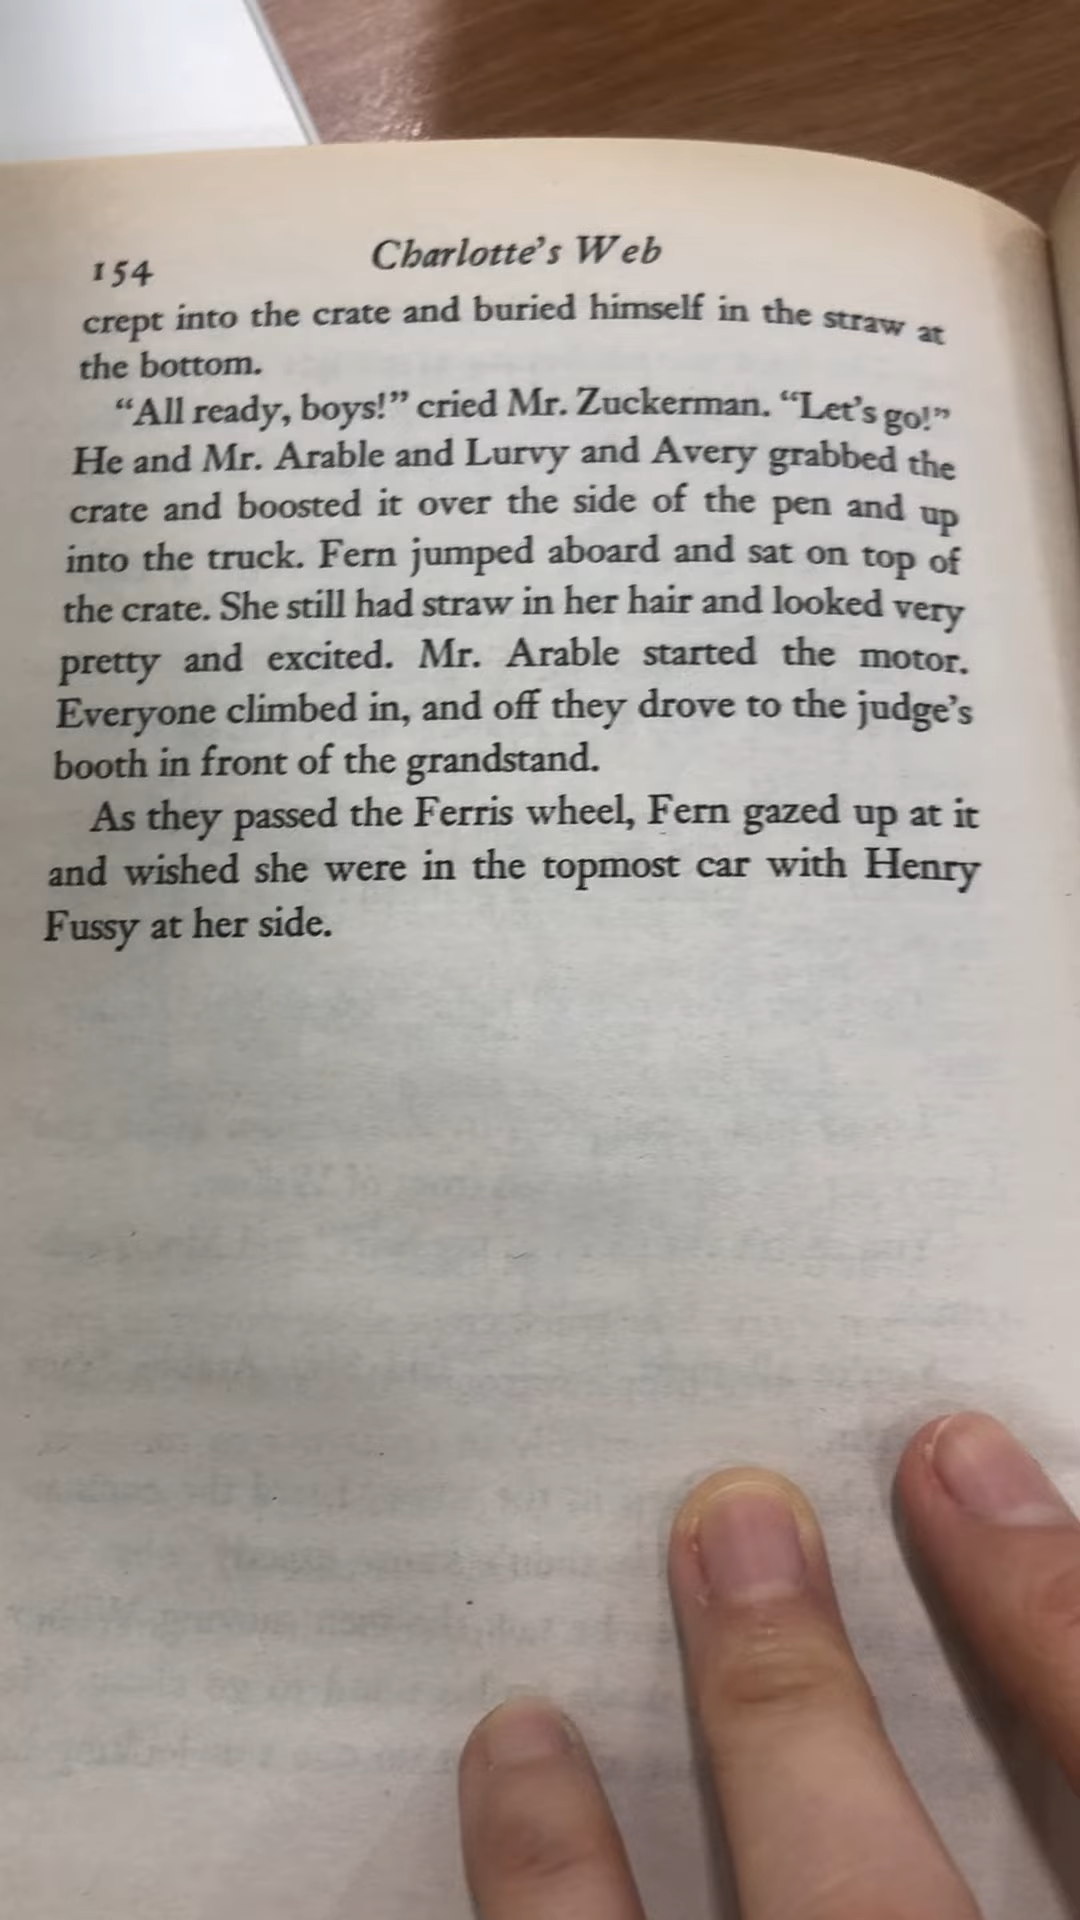 154
Charlotte's Web
crept into the crate and buried himself in the straw at
the bottom.
“All ready, boys!” cried Mr. Zuckerman. “Let's go!”
He and Mr. Arable and Lurvy and Avery grabbed the
crate and boosted it over the side of the pen and up
into the truck. Fern jumped aboard and sat on top of
the crate. She still had straw in her hair and looked very
pretty and excited. Mr. Arable started the motor.
Everyone climbed in, and off they drove to the judge's
booth in front of the grandstand.
As they passed the Ferris wheel, Fern gazed up at it
and wished she were in the topmost car with Henry
Fussy at her side.